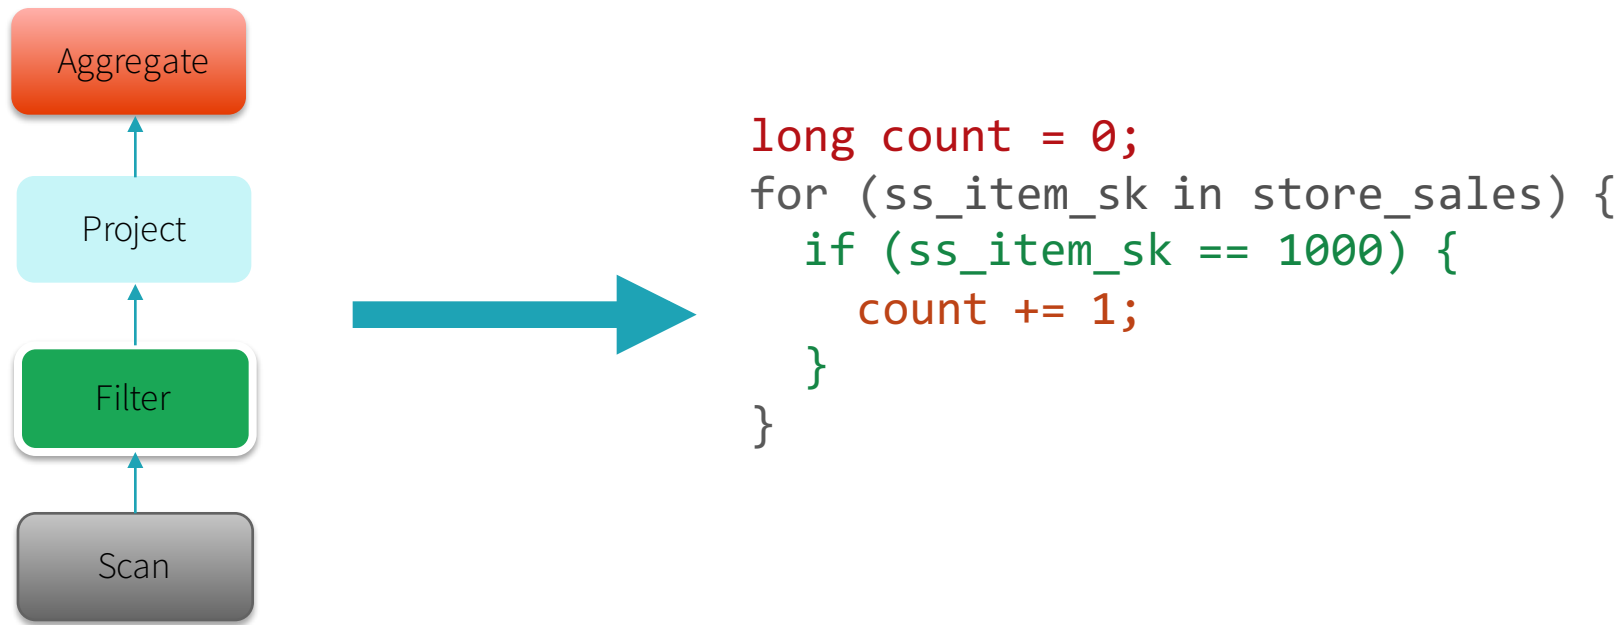 Aggregate
Project
Filter
Scan
long count = 0;
for (ss_item_sk in store_sales) {
  if (ss_item_sk == 1000) {
    count += 1;
  }
}